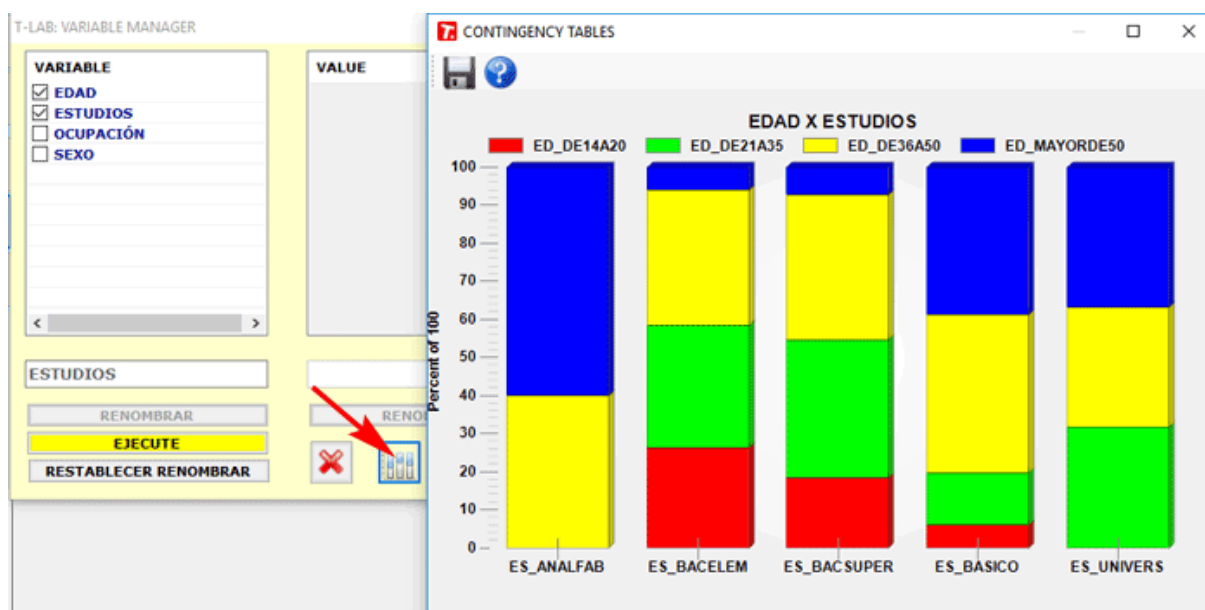 T-LAB: VARIABLE MANAGER
VARIABLE
EDAD
ESTUDIOS
OCUPACIÓN
SEXO
VALUE
<
>
ESTUDIOS
RENOMBRAR
RENO
EJECUTE
RESTABLECER RENOMBRAR
T.
CONTINGENCY TABLES
?
EDAD X ESTUDIOS
ED_DE14A20 ED_DE21A35 ED_DE36A50 ED_MAYORDE50
Percent of 100
100
90
80
70
60
50
40
30
20
10
0
ES_ANALFAB ES_BACELEM ES_BACSUPER ES_BASICO ES_UNIVERS